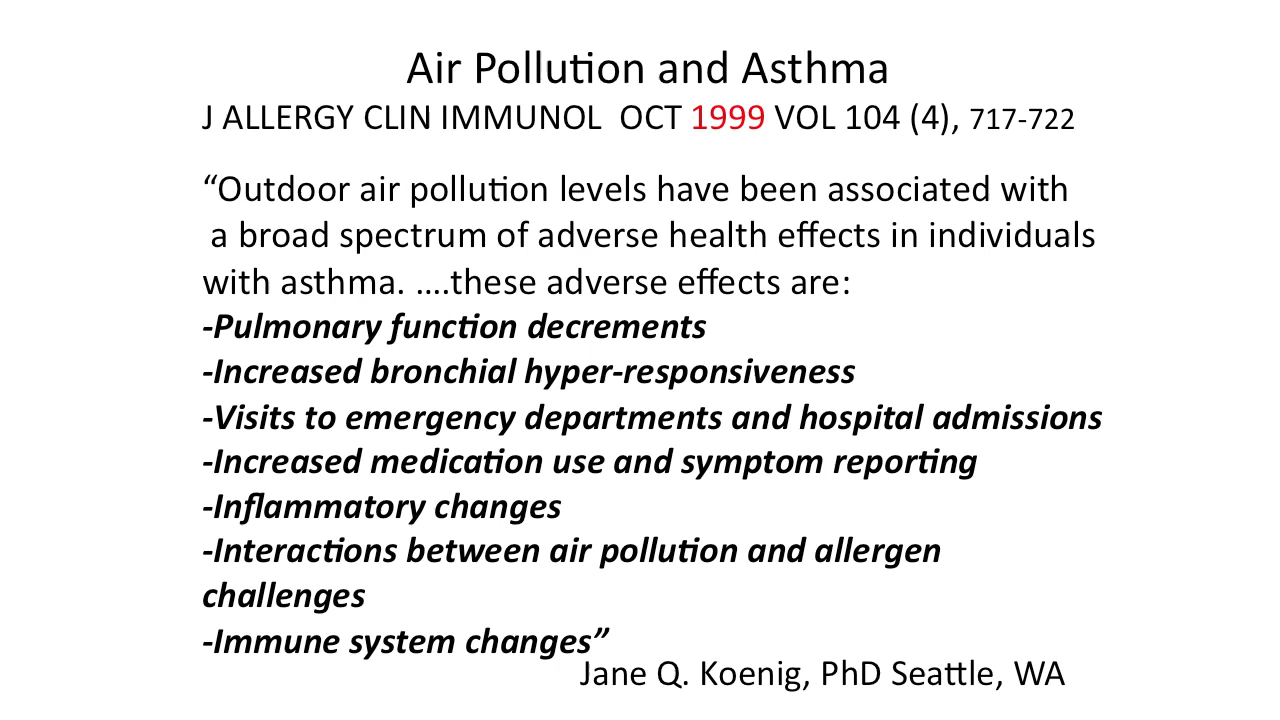 Air Pollution and Asthma
J ALLERGY CLIN IMMUNOL  OCT 1999 VOL 104 (4), 717-722
“Outdoor air pollution levels have been associated with
a broad spectrum of adverse health effects in individuals
with asthma. ....these adverse effects are:
-Pulmonary function decrements
-Increased bronchial hyper-responsiveness
-Visits to emergency departments and hospital admissions
-Increased medication use and symptom reporting
-Inflammatory changes
-Interactions between air pollution and allergen
challenges
-Immune system changes”
Jane Q. Koenig, PhD Seattle, WA